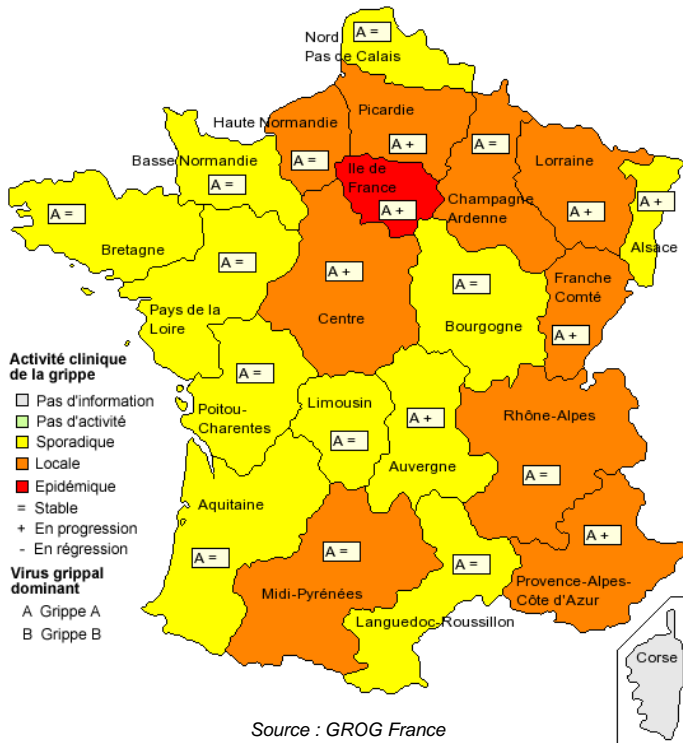 A =
Nord
Pas de Calais
Picardie
Haute Normandie
A +
A =
A =
Lorraine
Basse Normandie
Ile de
France
A =
A =
A +
Champagne
Ardenne
A +
A +
Bretagne
Alsace
A =
A +
A =
Franche
Comté
Pays de la
Loire
Centre
Bourgogne
A +
Activité clinique
de la grippe
Pas d'information
Pas d'activité
Sporadique
Locale
Epidémique
= Stable
+ En progression
- En régression
Virus grippal
dominant
A Grippe A
B Grippe B
A =
Poitou-
Charentes
Limousin
A =
A +
Auvergne
Rhône-Alpes
A =
Aquitaine
A =
A =
Midi-Pyrénées
A =
Languedoc-Roussillon
A +
Provence-Alpes-
Côte d'Azur
Corse
Source : GROG France